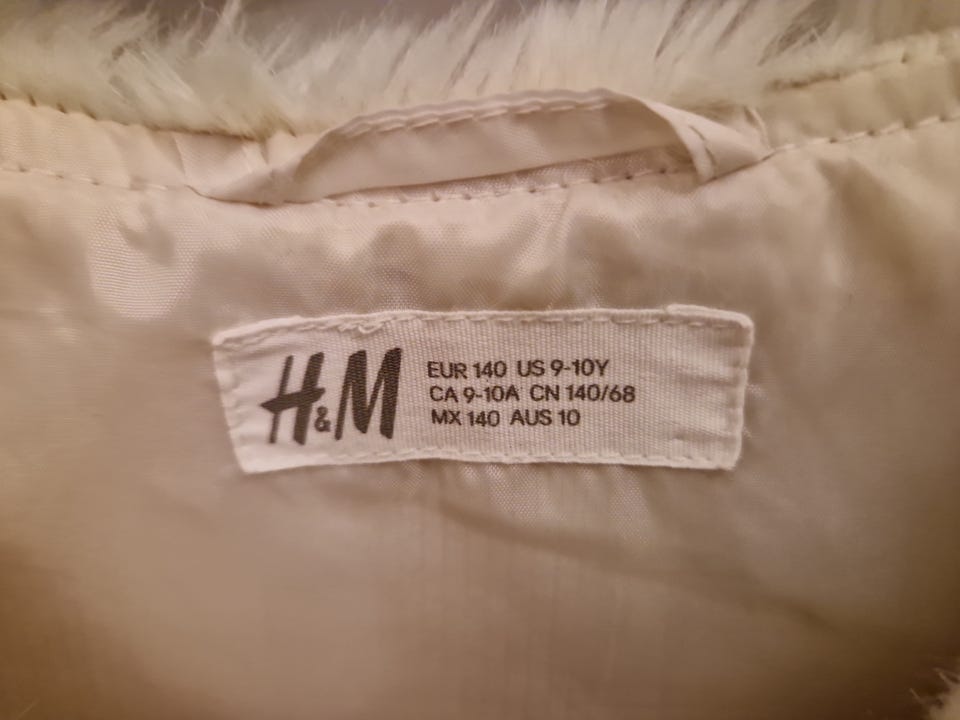 H&M
EUR 140 US 9-10Y
CA 9-10A CN 140/68
MX 140 AUS 10